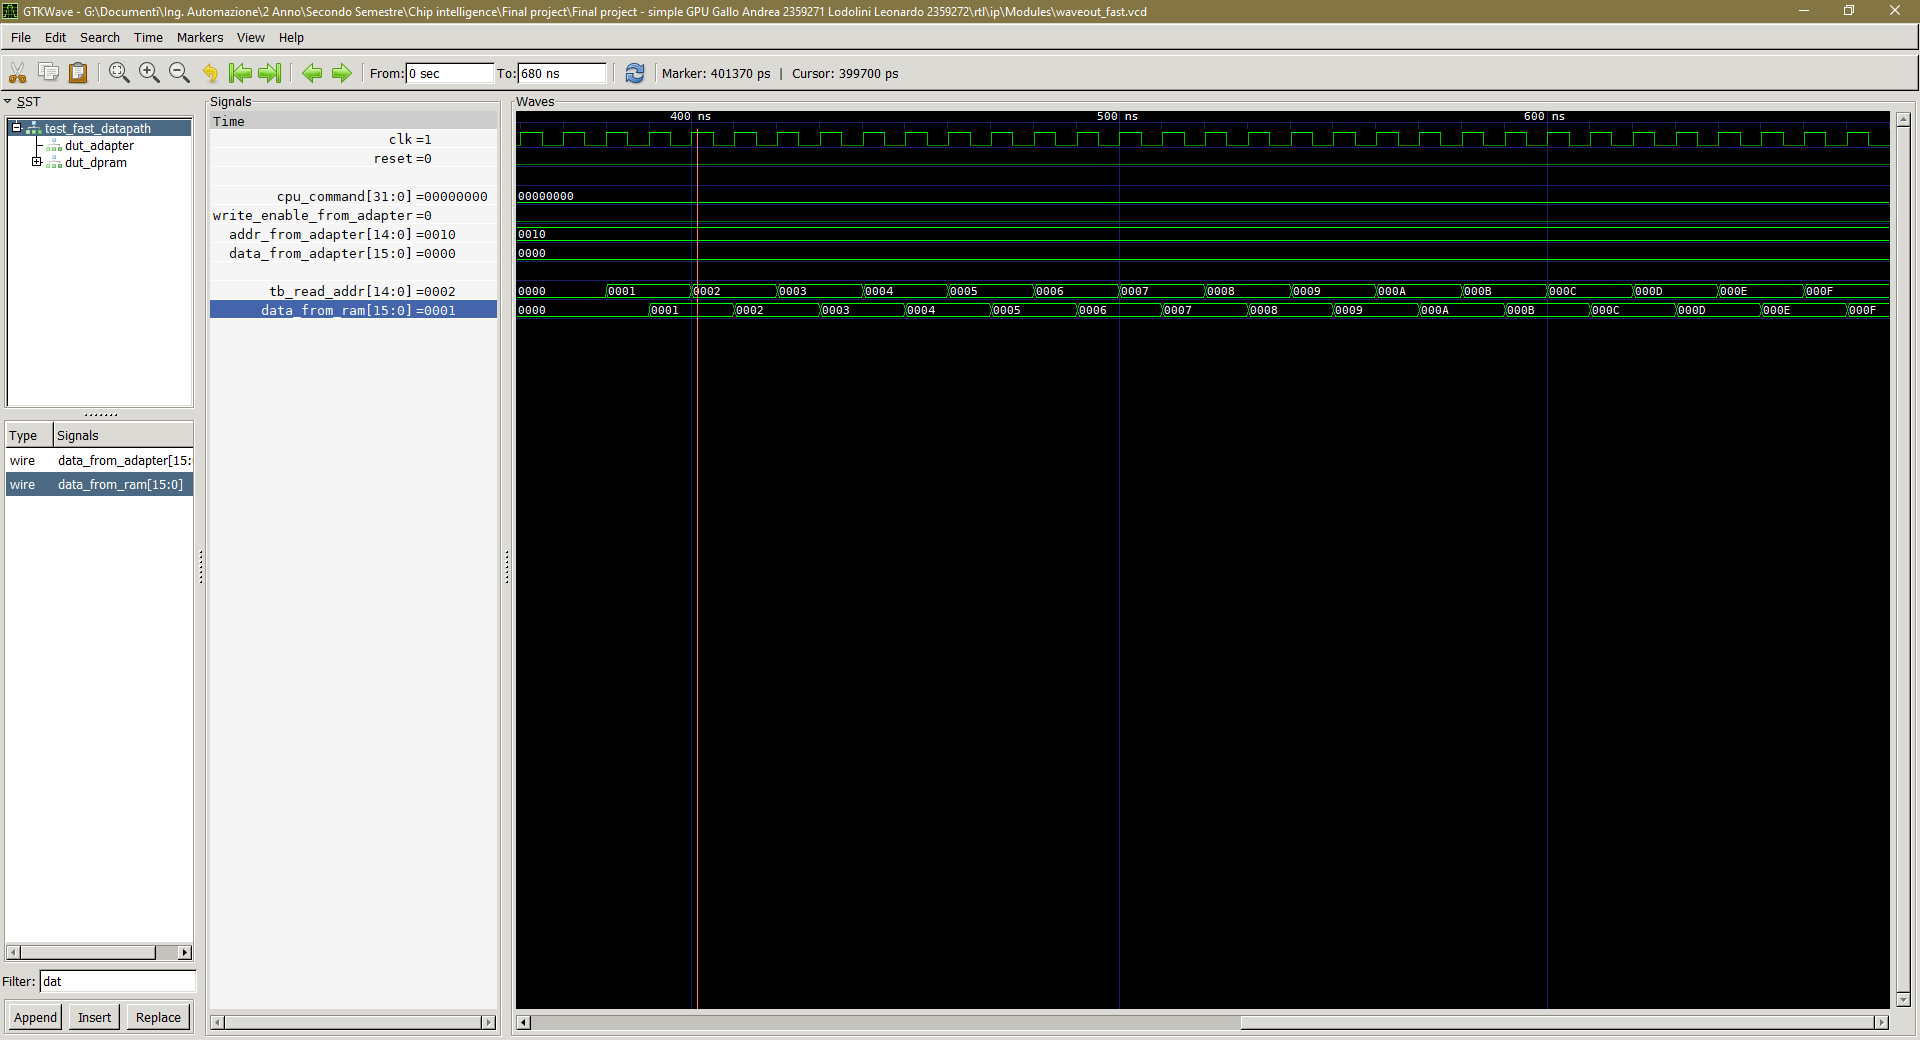 GTKWave - G:\Documenti\Ing. Automazione\2 Anno\Secondo Semestre\Chip intelligence\Final project\Final project - simple GPU Gallo Andrea 2359271 Lodolini Leonardo 2359272\rtl\ip\Modules\waveout_fast.vcd
File Edit Search Time Markers View Help
From: 0 sec To: 680 ns Marker: 401370 ps | Cursor: 399700 ps
SST
test_fast_datapath
dut_adapter
dut_dpram
Type Signals
wire data_from_adapter[15:
wire data_from_ram[15:0]
Filter: dat
Append Insert Replace
Signals
Time
clk =1
reset =0
cpu_command[31:0] =00000000
write_enable_from_adapter =0
addr_from_adapter[14:0] =0010
data_from_adapter[15:0] =0000
tb_read_addr[14:0] =0002
data_from_ram[15:0] =0001
Waves
400 ns 500 ns 600 ns
00000000
0010
0000
0000 0001 0002 0003 0004 0005 0006 0007 0008 0009 000A 000B 000C 000D 000E 000F
0000 0001 0002 0003 0004 0005 0006 0007 0008 0009 000A 000B 000C 000D 000E 000F